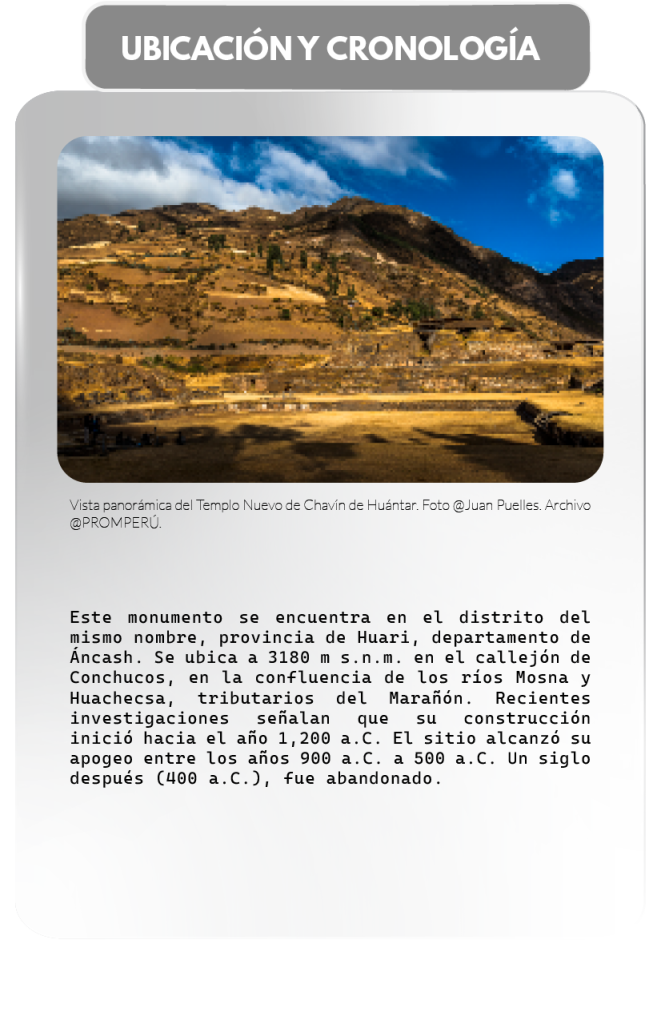 UBICACIÓN Y CRONOLOGÍA
Vista panorámica del Templo Nuevo de Chavín de Huántar. Foto @Juan Puelles. Archivo
@PROMPERÚ.
Este monumento se encuentra en el distrito del
mismo nombre, provincia de Huari, departamento de
Áncash. Se ubica a 3180 m s.n.m. en el callejón de
Conchucos, en la confluencia de los ríos Mosna y
Huachecsa, tributarios del Marañón. Recientes
investigaciones señalan que su construcción
inició hacia el año 1,200 a.C. El sitio alcanzó su
apogeo entre los años 900 a.C. a 500 a.C. Un siglo
después (400 a.C.), fue abandonado.